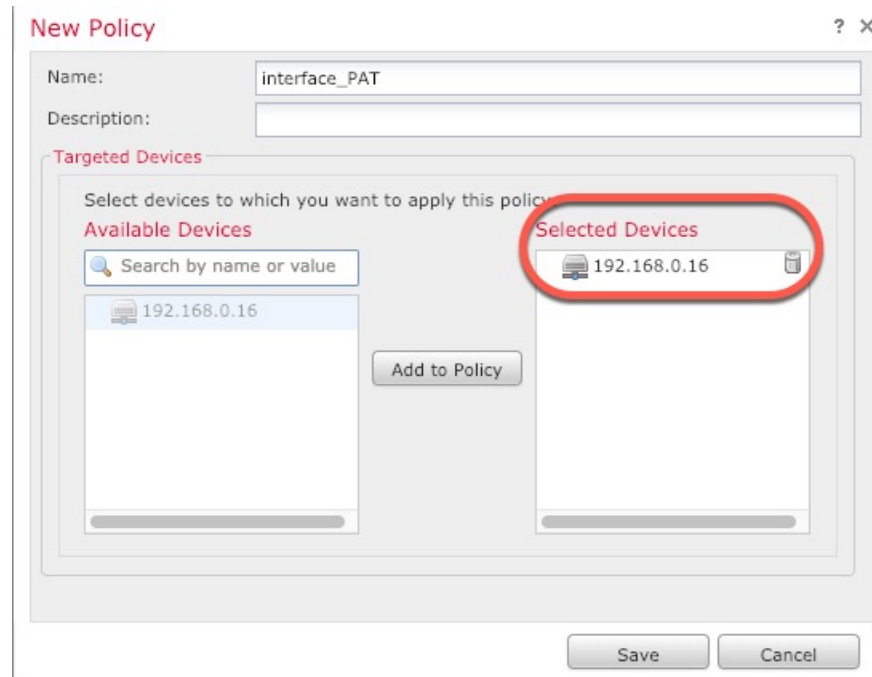 New Policy
? X
Name: interface_PAT
Description:
Targeted Devices
Select devices to which you want to apply this policy
Available Devices
Selected Devices
Search by name or value
192.168.0.16
192.168.0.16
Add to Policy
Save
Cancel